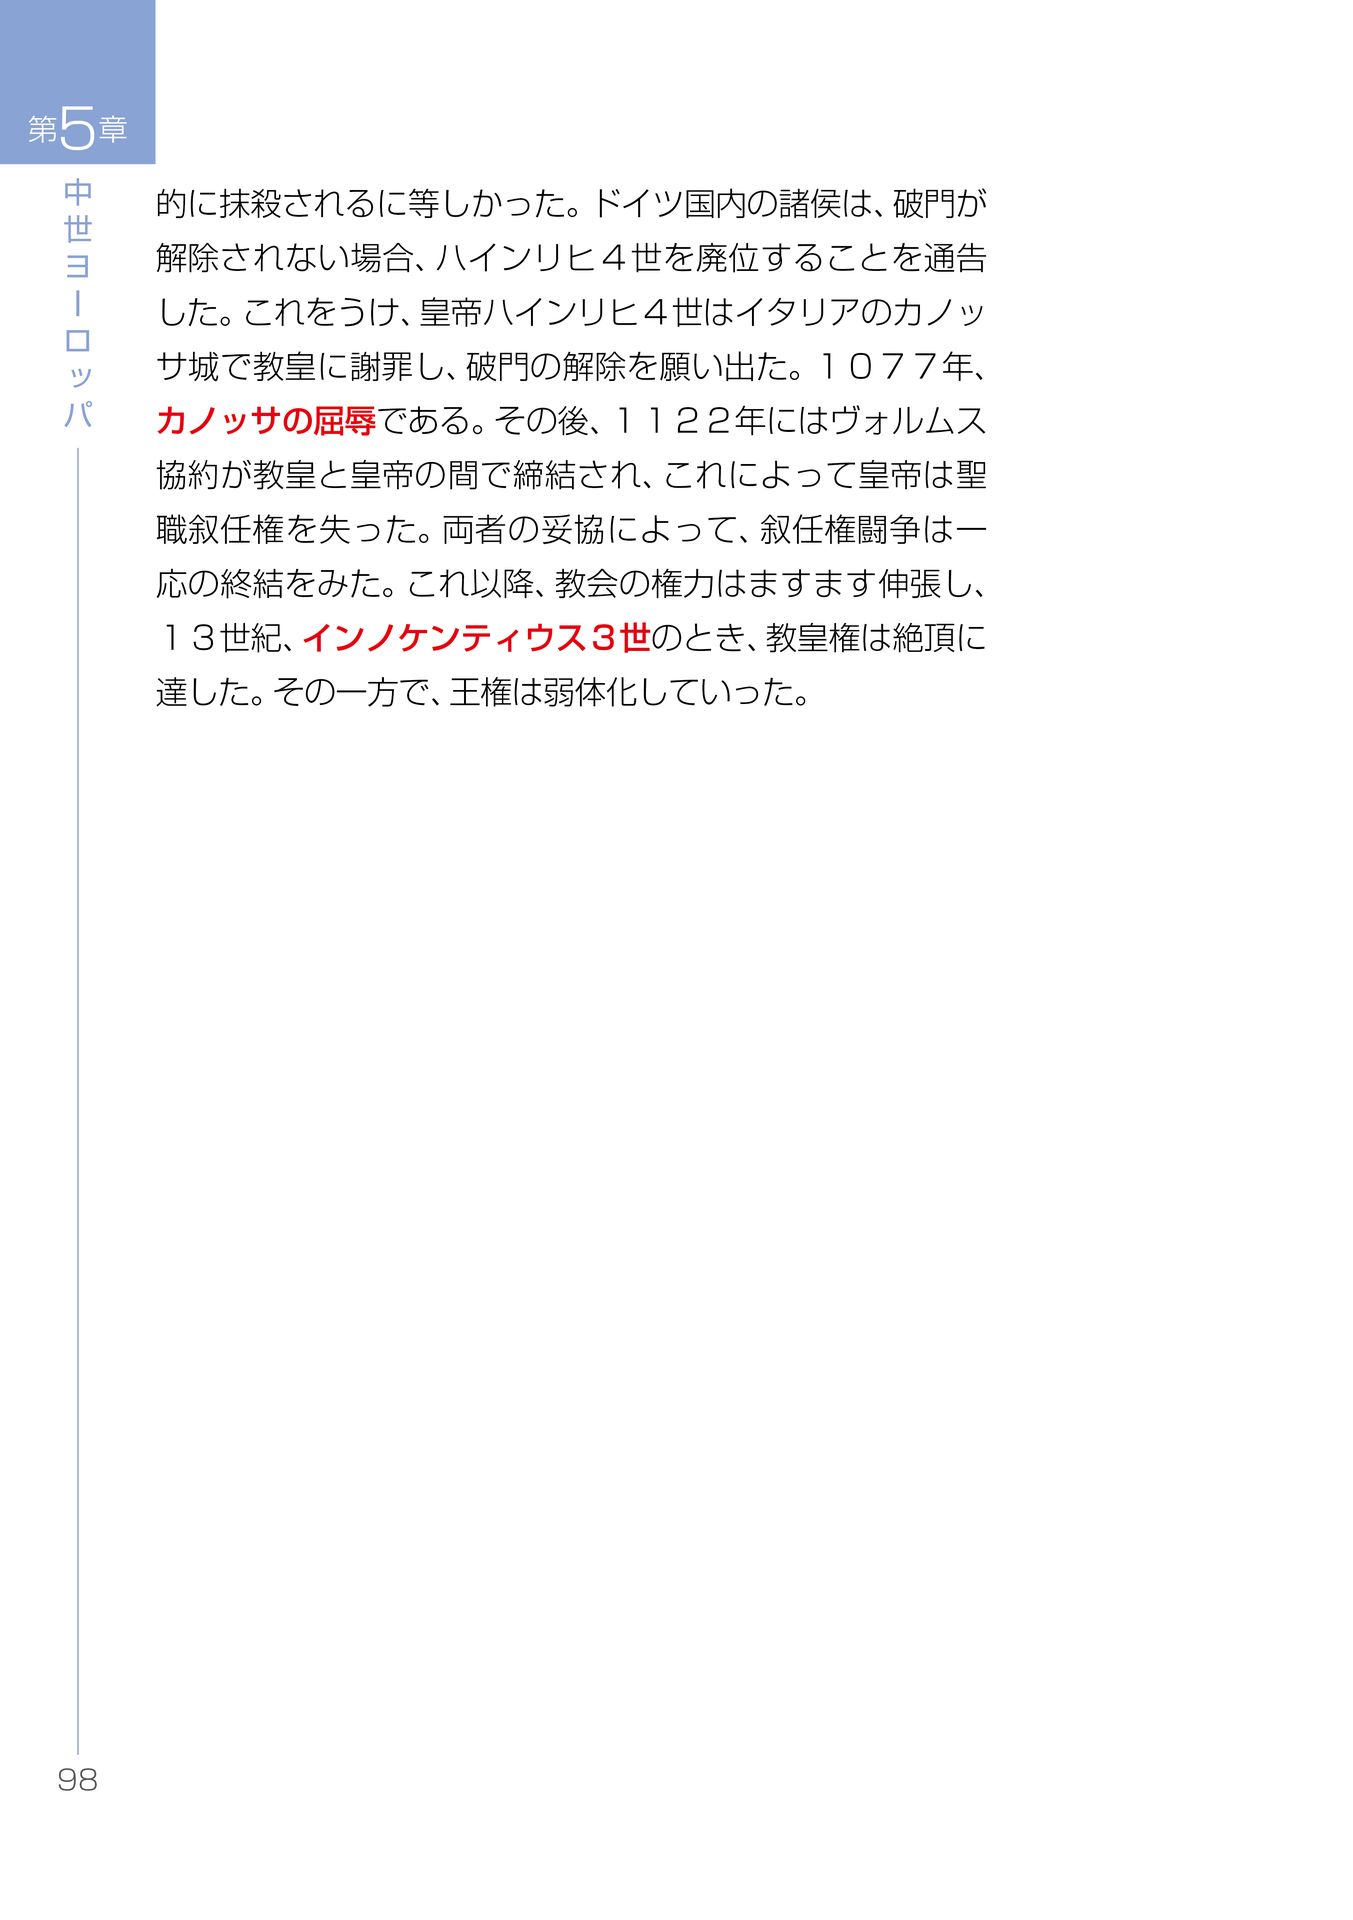 第5章
中世ヨーロッパ
的に抹殺されるに等しかった。ドイツ国内の諸侯は、破門が
解除されない場合、ハインリヒ４世を廃位することを通告
した。これをうけ、皇帝ハインリヒ４世はイタリアのカノッ
サ城で教皇に謝罪し、破門の解除を願い出た。１０７７年、
カノッサの屈辱である。その後、１１２２年にはヴォルムス
協約が教皇と皇帝の間で締結され、これによって皇帝は聖
職叙任権を失った。両者の妥協によって、叙任権闘争は一
応の終結をみた。これ以降、教会の権力はますます伸張し、
１３世紀、インノケンティウス３世のとき、教皇権は絶頂に
達した。その一方で、王権は弱体化していった。
98